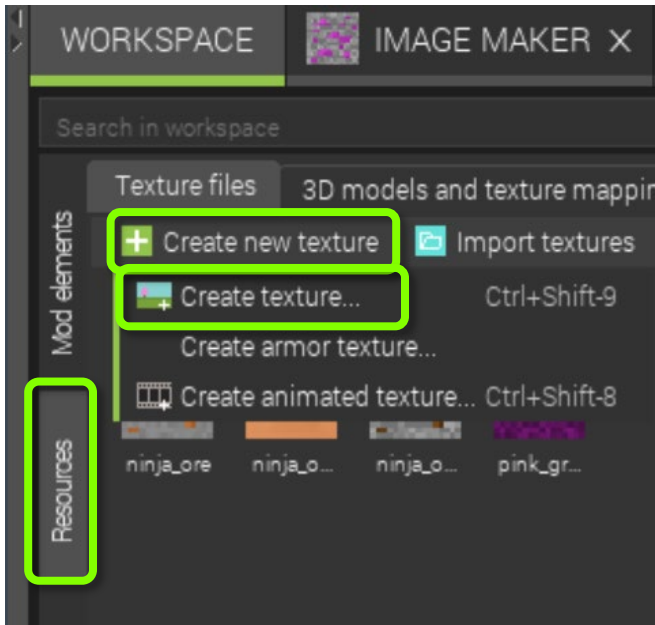 WORKSPACE
IMAGE MAKER X
Search in workspace
Texture files
3D models and texture mappin
Mod elements
Create new texture
Import textures
Create texture... Ctrl+Shift-9
Create armor texture...
Create animated texture... Ctrl+Shift-8
Resources
ninja_ore ninja_o... ninja_o... pink_gr...